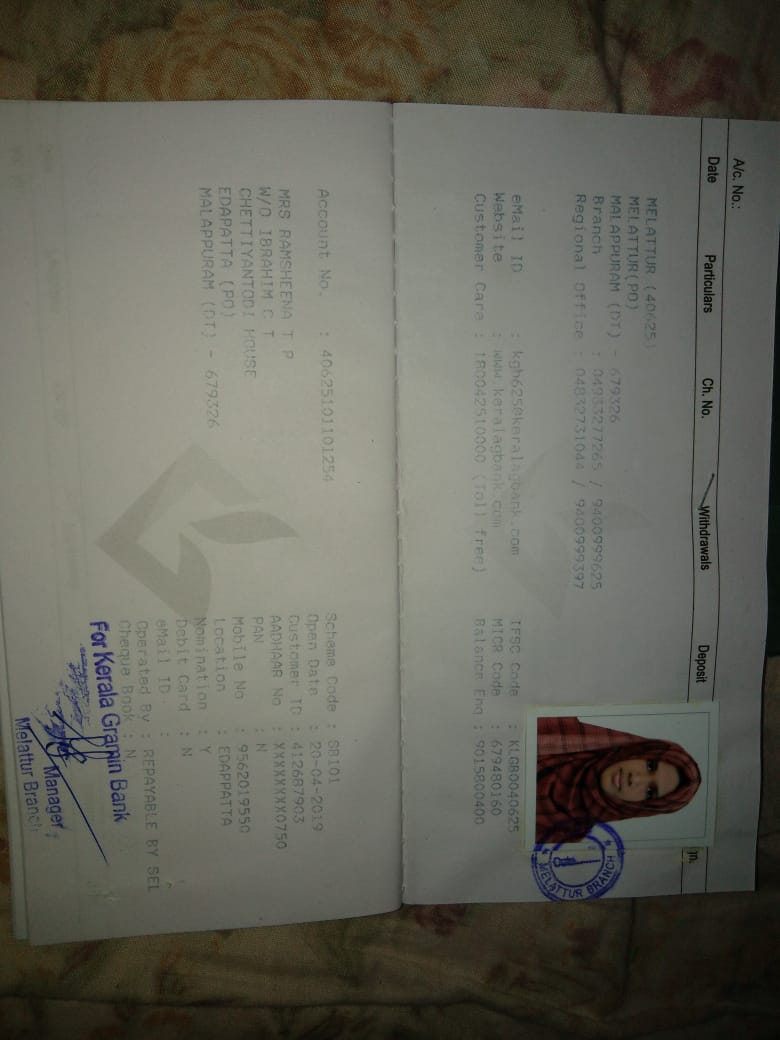 A/c. No.:
Date Particulars Ch. No. Withdrawals Deposit
MELATTUR (40625)
MELATTUR(PO)
MALAPPURAM (DT) - 679326
Branch : 04933277265 / 9400999625
Regional Office : 04832731044 / 9400999397
eMail ID : kgb625@keralagbank.com IFSC Code : KLGB0040625
Website : www.keralagbank.com MICR Code : 679480160
Customer Care : 180042510000 (Toll free) Balance Enq : 9015800400
MELATTUR BRANCH
Account No. : 40625101101254 Scheme Code : SB101
Open Date : 20-04-2019
MRS RAMSHEENA T P Customer ID : 412687903
W/O IBRAHIM C T AADHAAR No : XXXXXXXX0750
CHETTIYANTODI HOUSE PAN : N
EDAPATTA (PO) Mobile No : 9562019550
MALAPPURAM (DT) - 679326 Location : EDAPPATTA
Nomination : Y
Debit Card : N
eMail ID :
Operated By : REPAYABLE BY SEL
Cheque Book : N
For Kerala Gramin Bank
Manager
Melattur Branch